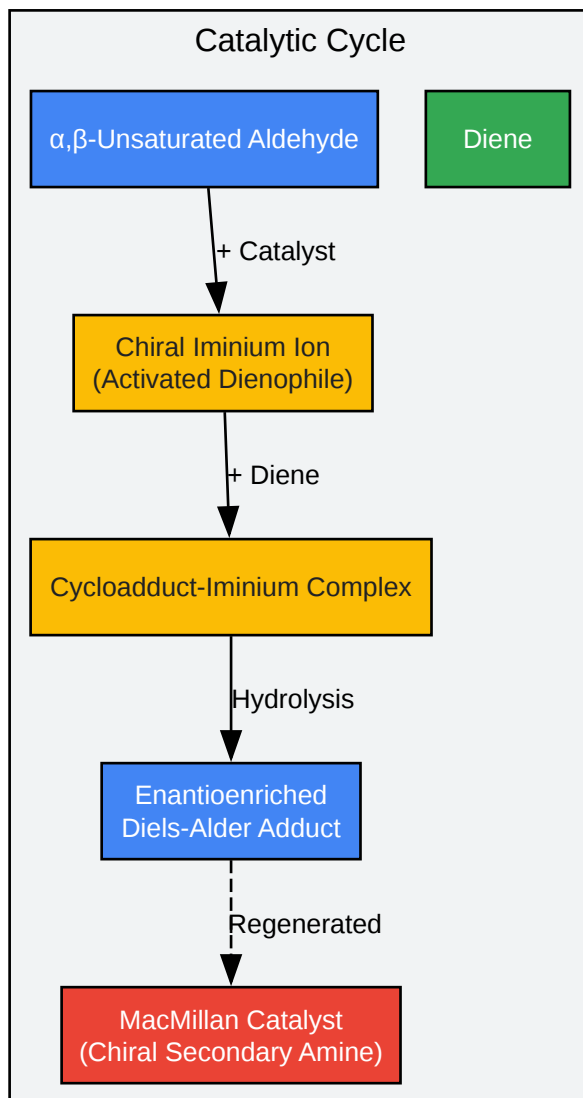 Catalytic Cycle
α,β-Unsaturated Aldehyde
Diene
+ Catalyst
Chiral Iminium Ion
(Activated Dienophile)
+ Diene
Cycloadduct-Iminium Complex
Hydrolysis
Enantioenriched
Diels-Alder Adduct
Regenerated
MacMillan Catalyst
(Chiral Secondary Amine)